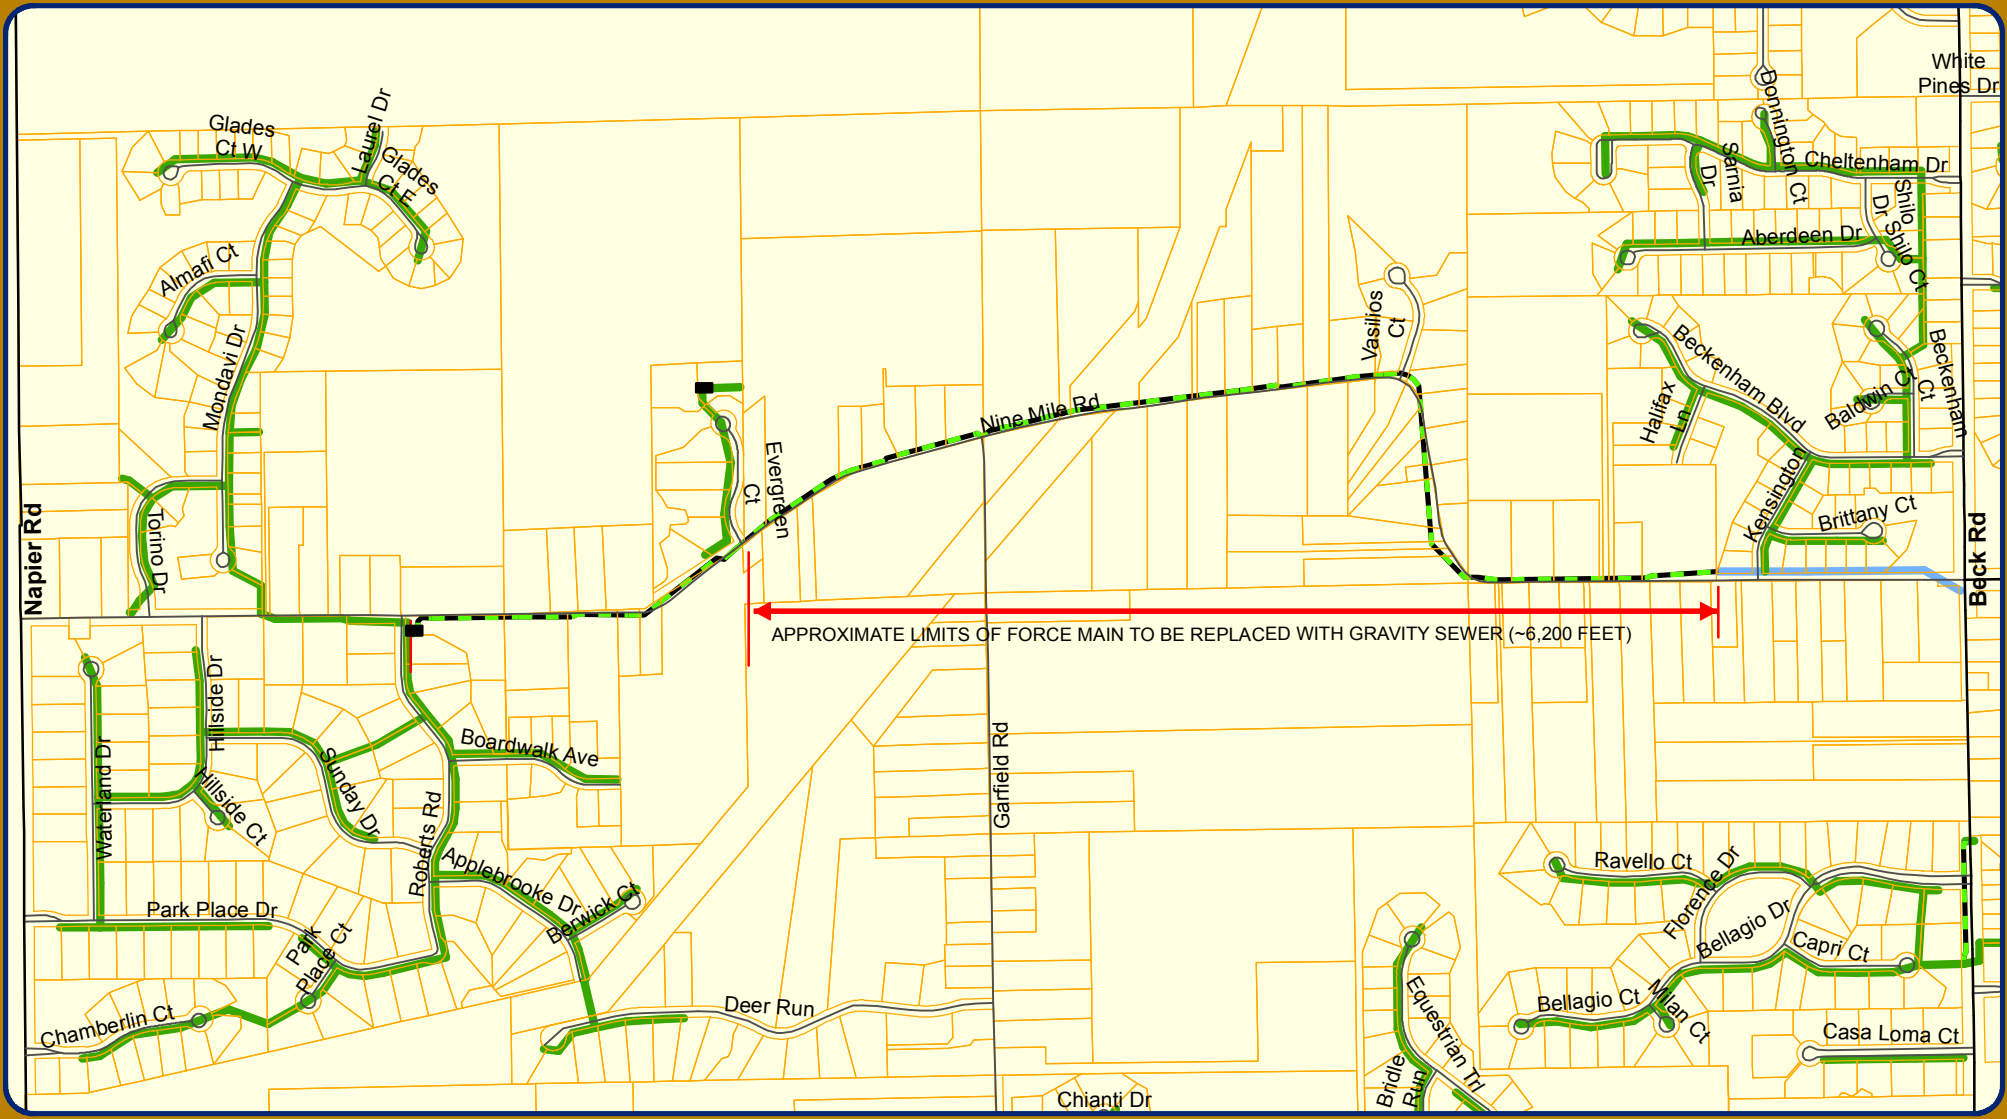 White
Pines Dr
Glades
Ct W
Laurel Dr
Glades
Ct E
Donnington Ct
Sarnia
Dr
Cheltenham Dr
Shilo
Dr
Shilo Ct
Aberdeen Dr
Almafi Ct
Mondavi Dr
Vasilios
Ct
Beckenham Blvd
Halifax
Ln
Baldwin Ct
Beckenham
Ct
Nine Mile Rd
Evergreen
Ct
Kensington
Brittany Ct
Napier Rd
Torino Dr
Beck Rd
APPROXIMATE LIMITS OF FORCE MAIN TO BE REPLACED WITH GRAVITY SEWER (~6,200 FEET)
Hillside Dr
Waterland Dr
Hillside Ct
Sunday Dr
Boardwalk Ave
Garfield Rd
Roberts Rd
Applebrooke Dr
Berwick Ct
Park Place Dr
Park
Place Ct
Chamberlin Ct
Deer Run
Ravello Ct
Florence Dr
Bellagio Dr
Capri Ct
Bellagio Ct
Milan Ct
Casa Loma Ct
Equestrian Trl
Bridle
Run
Chianti Dr